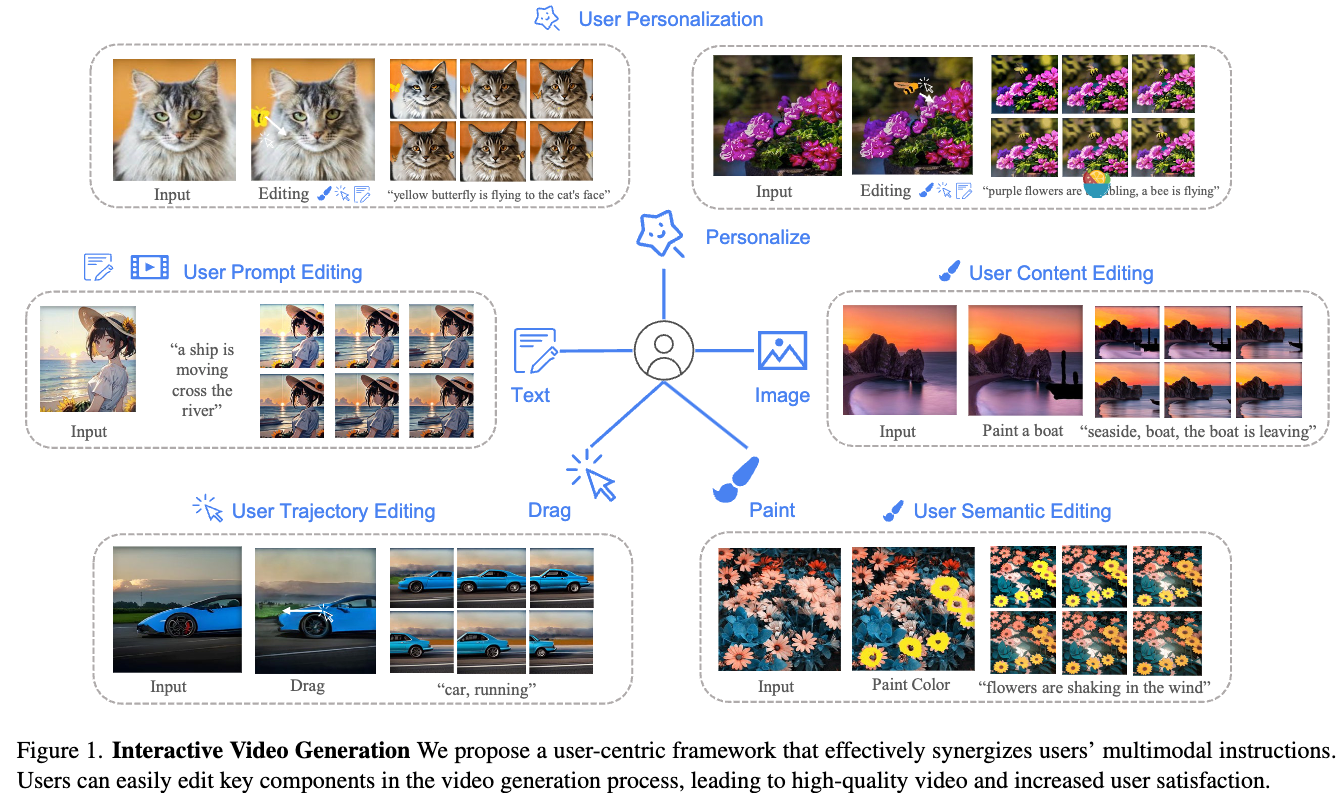 User Personalization
Input
Editing
“yellow butterfly is flying to the cat's face”
Input
Editing
“purple flowers are bling, a bee is flying”
Personalize
User Prompt Editing
“a ship is
moving
cross the
river”
Input
Text
Image
User Content Editing
Input
Paint a boat
“seaside, boat, the boat is leaving”
User Trajectory Editing
Drag
Input
Drag
“car, running”
Paint
User Semantic Editing
Input
Paint Color
“flowers are shaking in the wind”
Figure 1. Interactive Video Generation We propose a user-centric framework that effectively synergizes users’ multimodal instructions.
Users can easily edit key components in the video generation process, leading to high-quality video and increased user satisfaction.